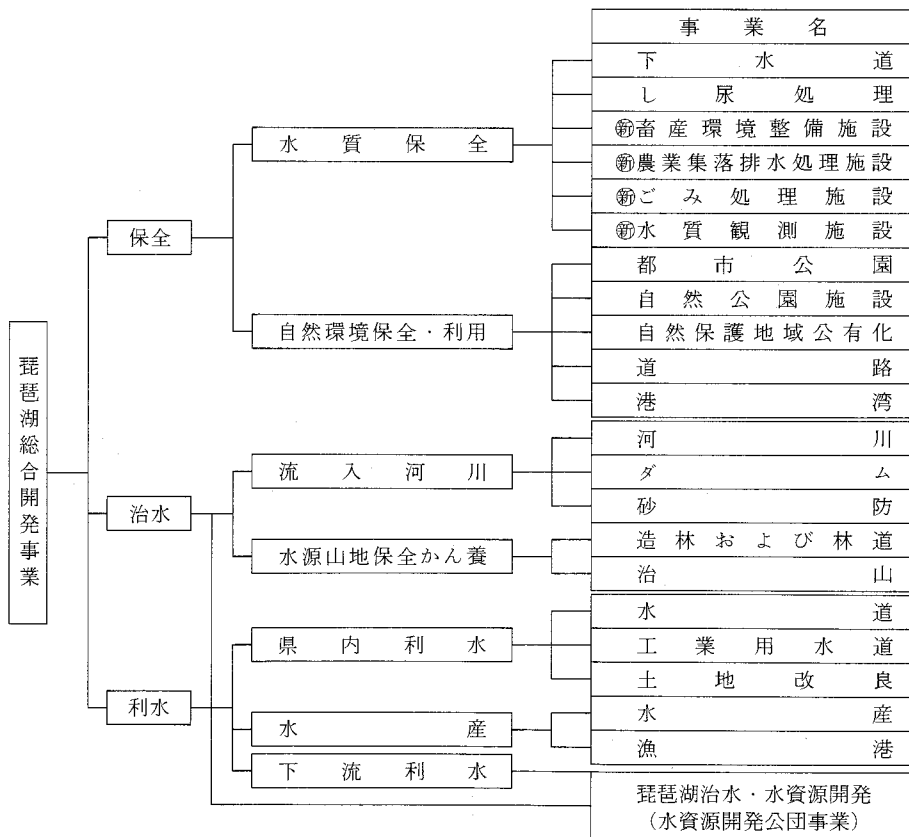 事業名
下水道
し尿処理
㊟畜産環境整備施設
㊟農業集落排水処理施設
㊟ごみ処理施設
㊟水質観測施設
都市公園
自然公園施設
自然保護地域公有化
道路
港湾
河川
ダム
砂防
造林および林道
治山
水道
工業用水道
土地改良
水産
漁港
琵琶湖治水・水資源開発
(水資源開発公団事業)
水質保全
自然環境保全・利用
流入河川
水源山地保全かん養
県内利水
水産
下流利水
保全
治水
利水
琵琶湖総合開発事業